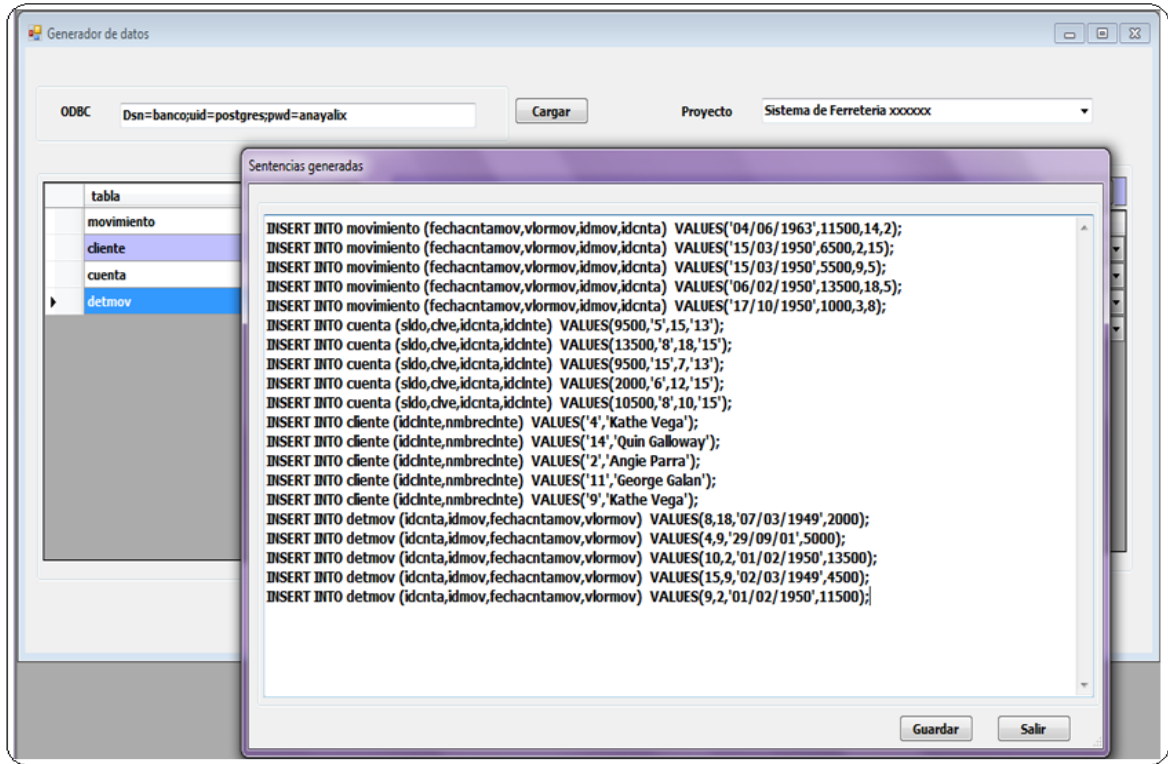 Generador de datos
ODBC Dsn=banco;uid=postgres;pwd=anayalix Cargar Proyecto Sistema de Ferreteria xxxxxx
Sentencias generadas
tabla
movimiento
cliente
cuenta
detmov
INSERT INTO movimiento (fechacntamov,vlormov,idmov,idcnta) VALUES('04/06/1963',11500,14,2);
INSERT INTO movimiento (fechacntamov,vlormov,idmov,idcnta) VALUES('15/03/1950',6500,2,15);
INSERT INTO movimiento (fechacntamov,vlormov,idmov,idcnta) VALUES('15/03/1950',5500,9,5);
INSERT INTO movimiento (fechacntamov,vlormov,idmov,idcnta) VALUES('06/02/1950',13500,18,5);
INSERT INTO movimiento (fechacntamov,vlormov,idmov,idcnta) VALUES('17/10/1950',1000,3,8);
INSERT INTO cuenta (sldo,clve,idcnta,idclnte) VALUES(9500,'5',15,'13');
INSERT INTO cuenta (sldo,clve,idcnta,idclnte) VALUES(13500,'8',18,'15');
INSERT INTO cuenta (sldo,clve,idcnta,idclnte) VALUES(9500,'15',7,'13');
INSERT INTO cuenta (sldo,clve,idcnta,idclnte) VALUES(2000,'6',12,'15');
INSERT INTO cuenta (sldo,clve,idcnta,idclnte) VALUES(10500,'8',10,'15');
INSERT INTO cliente (idclnte,nmbreclnte) VALUES('4','Kathe Vega');
INSERT INTO cliente (idclnte,nmbreclnte) VALUES('14','Quin Galloway');
INSERT INTO cliente (idclnte,nmbreclnte) VALUES('2','Angie Parra');
INSERT INTO cliente (idclnte,nmbreclnte) VALUES('11','George Galan');
INSERT INTO cliente (idclnte,nmbreclnte) VALUES('9','Kathe Vega');
INSERT INTO detmov (idcnta,idmov,fechacntamov,vlormov) VALUES(8,18,'07/03/1949',2000);
INSERT INTO detmov (idcnta,idmov,fechacntamov,vlormov) VALUES(4,9,'29/09/01',5000);
INSERT INTO detmov (idcnta,idmov,fechacntamov,vlormov) VALUES(10,2,'01/02/1950',13500);
INSERT INTO detmov (idcnta,idmov,fechacntamov,vlormov) VALUES(15,9,'02/03/1949',4500);
INSERT INTO detmov (idcnta,idmov,fechacntamov,vlormov) VALUES(9,2,'01/02/1950',11500);
Guardar Salir